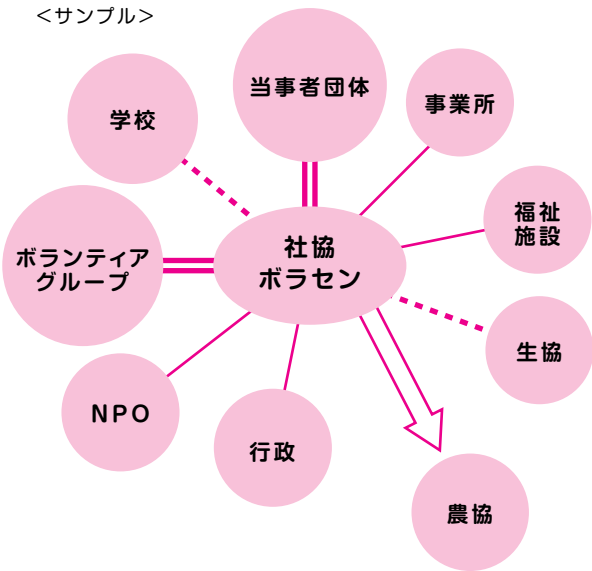 ＜サンプル＞
当事者団体
学校
事業所
福祉
施設
社協
ボラセン
ボランティア
グループ
生協
NPO
行政
農協